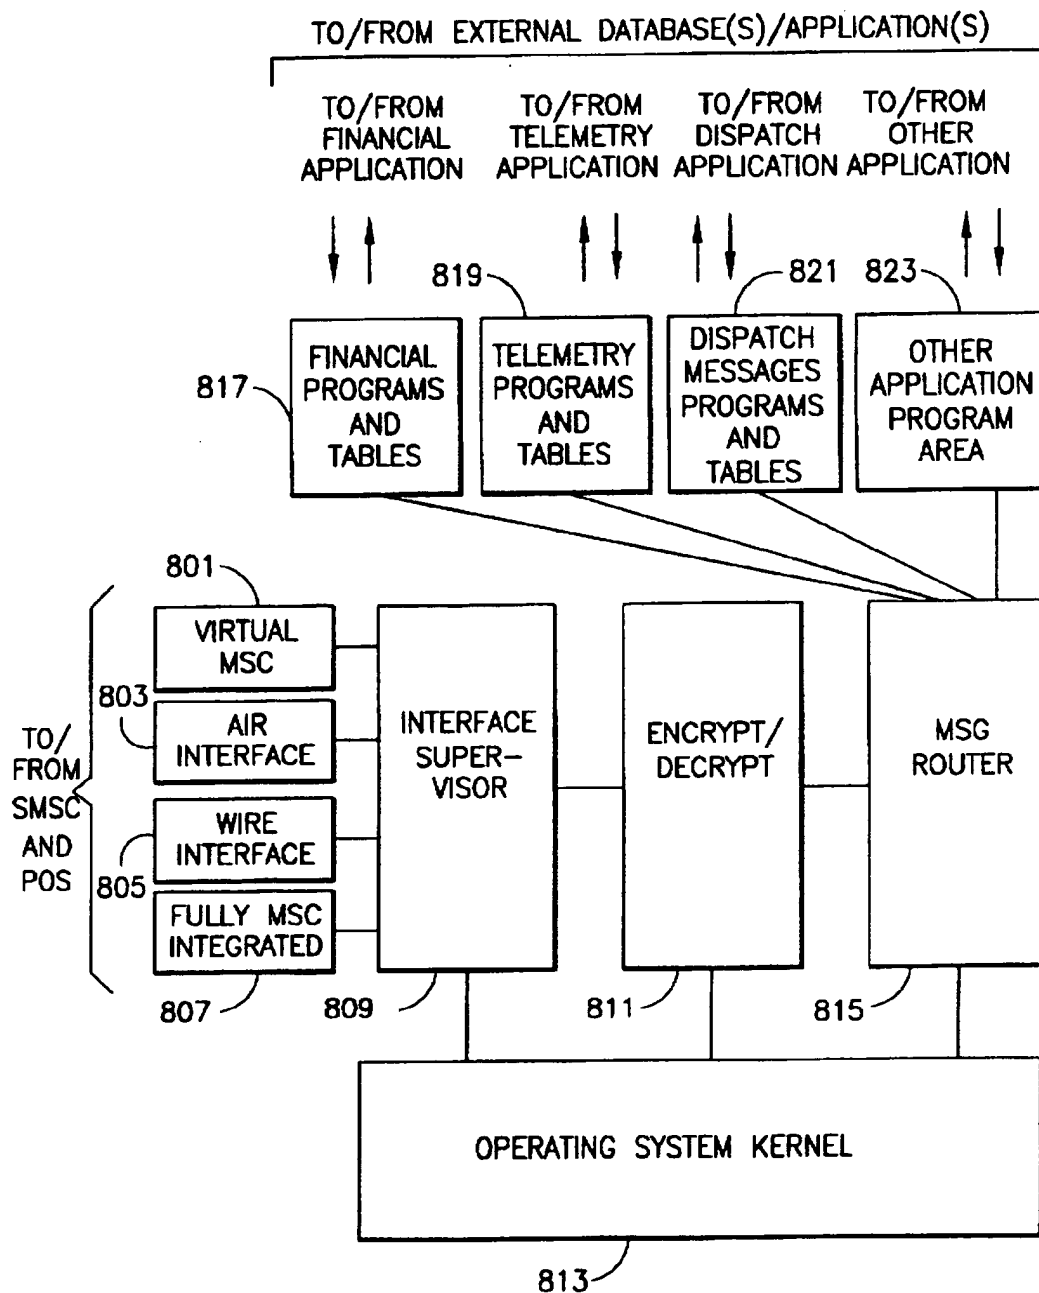 TO/FROM EXTERNAL DATABASE(S)/APPLICATION(S)
TO/FROM
FINANCIAL
APPLICATION
TO/FROM
TELEMETRY
APPLICATION
TO/FROM
DISPATCH
APPLICATION
TO/FROM
OTHER
APPLICATION
817
FINANCIAL
PROGRAMS
AND
TABLES
819
TELEMETRY
PROGRAMS
AND
TABLES
821
DISPATCH
MESSAGES
PROGRAMS
AND
TABLES
823
OTHER
APPLICATION
PROGRAM
AREA
TO/
FROM
SMSC
AND
POS
801
VIRTUAL
MSC
803
AIR
INTERFACE
805
WIRE
INTERFACE
FULLY MSC
INTEGRATED
807
INTERFACE
SUPER-
VISOR
809
ENCRYPT/
DECRYPT
811
MSG
ROUTER
815
OPERATING SYSTEM KERNEL
813